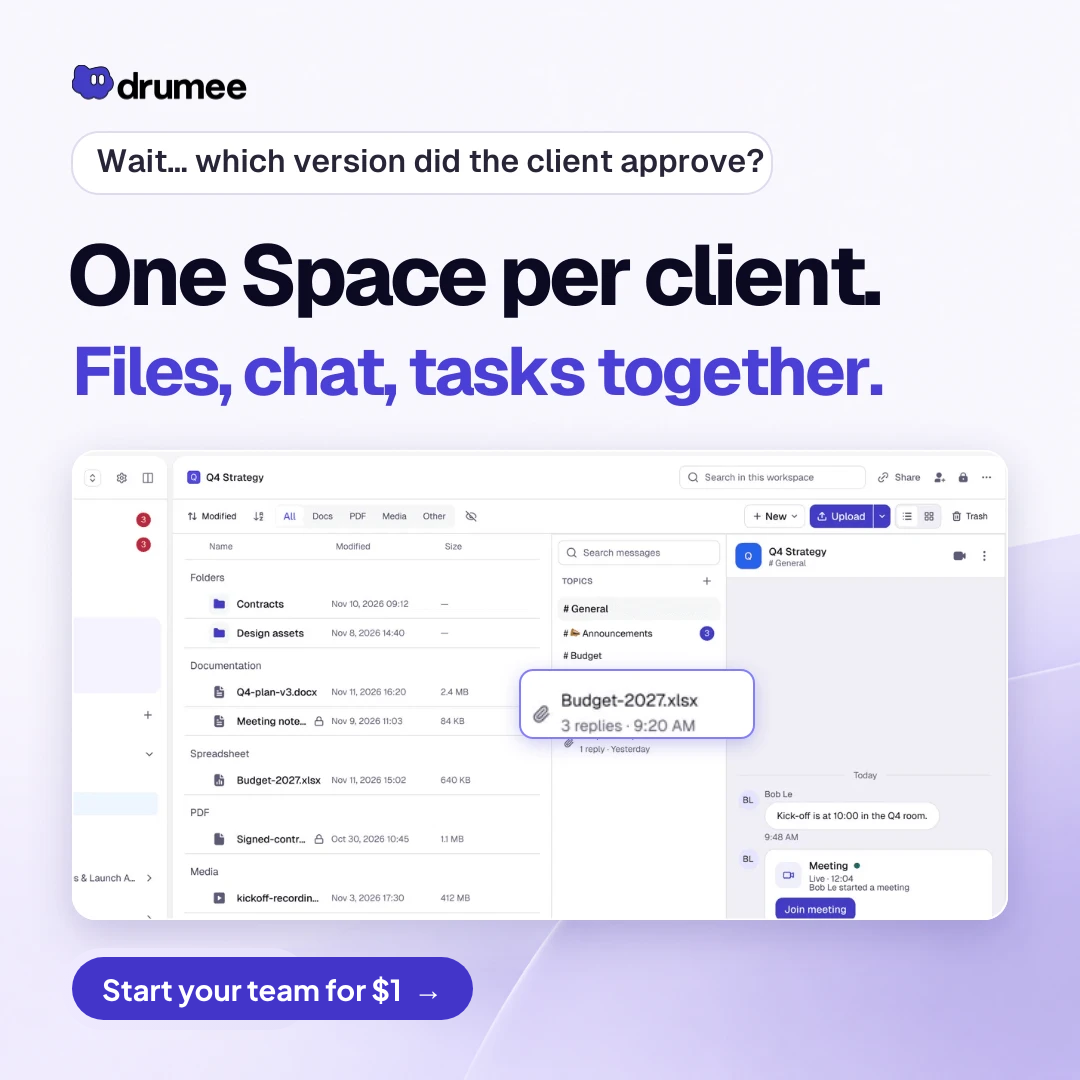 drumee
Wait... which version did the client approve?
One Space per client.
Files, chat, tasks together.
Q Q4 Strategy
Search in this workspace
Share
3
3
Modified
All Docs PDF Media Other
+ New
Upload
Trash
Name Modified Size
Folders
Contracts Nov 10, 2026 09:12 —
Design assets Nov 8, 2026 14:40 —
Documentation
Q4-plan-v3.docx Nov 11, 2026 16:20 2.4 MB
Meeting note... Nov 9, 2026 11:03 84 KB
Spreadsheet
Budget-2027.xlsx Nov 11, 2026 15:02 640 KB
PDF
Signed-contr... Oct 30, 2026 10:45 1.1 MB
Media
kickoff-recordin... Nov 3, 2026 17:30 412 MB
s & Launch A...
Search messages
TOPICS
# General
# Announcements 3
# Budget
Budget-2027.xlsx
3 replies · 9:20 AM
1 reply · Yesterday
Q Q4 Strategy
# General
Today
BL Bob Le
Kick-off is at 10:00 in the Q4 room.
9:48 AM
BL Meeting
Live · 12:04
Bob Le started a meeting
Join meeting
Start your team for $1 →